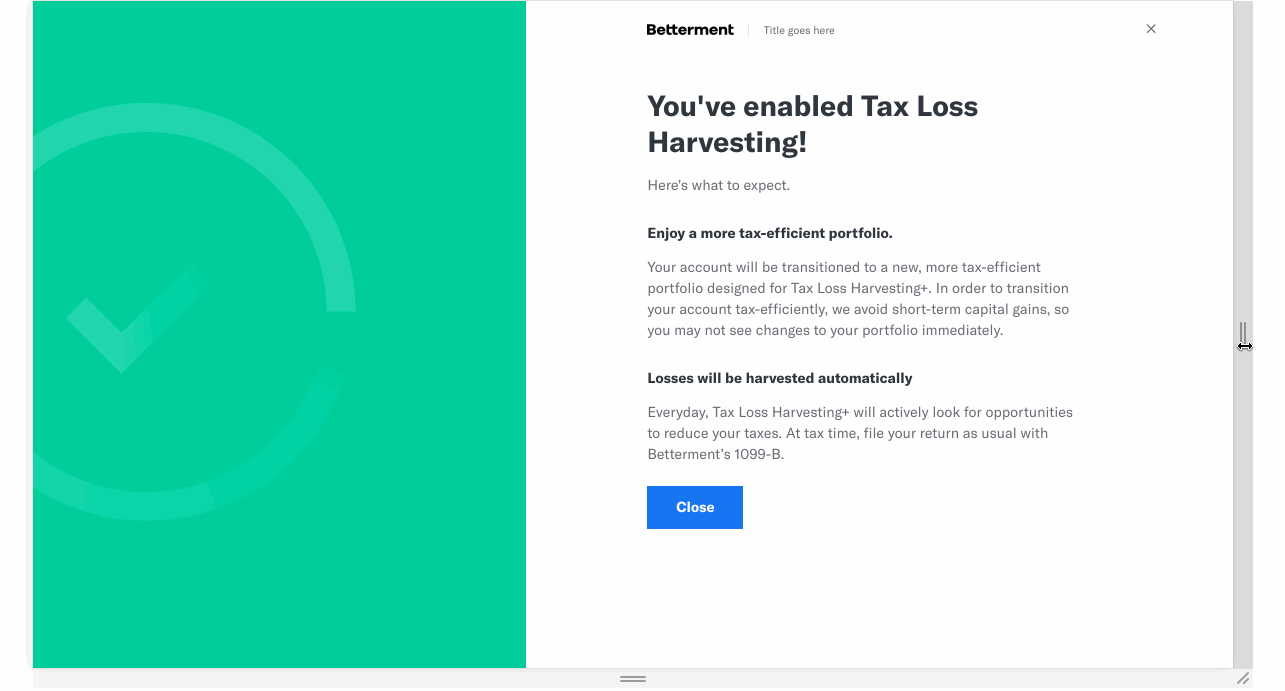 Betterment
Title goes here
You've enabled Tax Loss
Harvesting!
Here's what to expect.
Enjoy a more tax-efficient portfolio.
Your account will be transitioned to a new, more tax-efficient
portfolio designed for Tax Loss Harvesting+. In order to transition
your account tax-efficiently, we avoid short-term capital gains, so
you may not see changes to your portfolio immediately.
Losses will be harvested automatically
Everyday, Tax Loss Harvesting+ will actively look for opportunities
to reduce your taxes. At tax time, file your return as usual with
Betterment's 1099-B.
Close